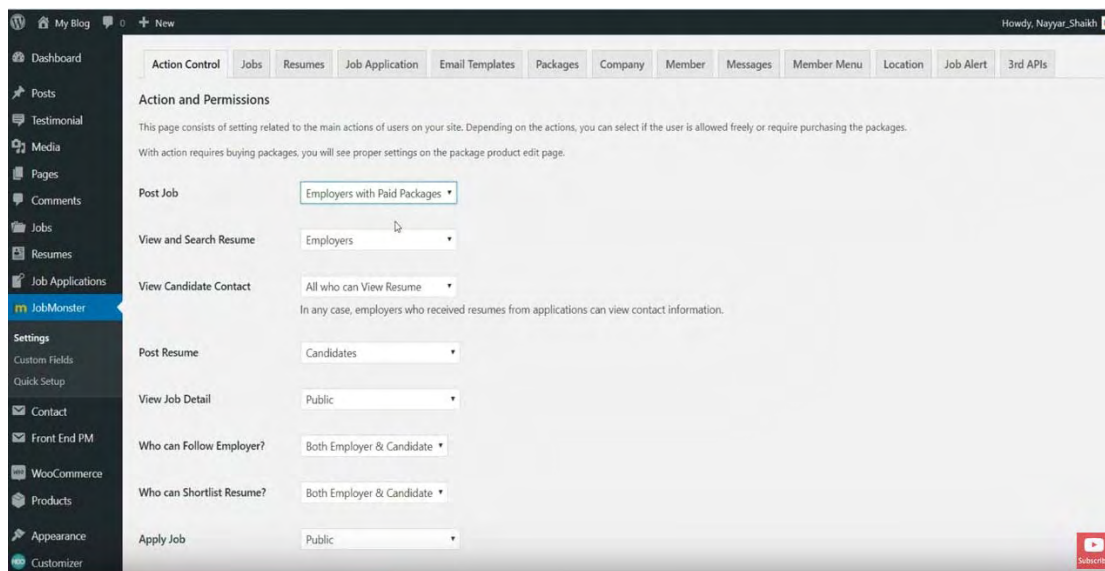 My Blog 0 + New Howdy, Nayyar_Shaikh
Dashboard
Posts
Testimonial
Media
Pages
Comments
Jobs
Resumes
Job Applications
m JobMonster
Settings
Custom Fields
Quick Setup
Contact
Front End PM
WooCommerce
Products
Appearance
Customizer
Action Control Jobs Resumes Job Application Email Templates Packages Company Member Messages Member Menu Location Job Alert 3rd APIs
Action and Permissions
This page consists of setting related to the main actions of users on your site. Depending on the actions, you can select if the user is allowed freely or require purchasing the packages.
With action requires buying packages, you will see proper settings on the package product edit page.
Post Job Employers with Paid Packages
View and Search Resume Employers
View Candidate Contact All who can View Resume
In any case, employers who received resumes from applications can view contact information.
Post Resume Candidates
View Job Detail Public
Who can Follow Employer? Both Employer & Candidate
Who can Shortlist Resume? Both Employer & Candidate
Apply Job Public